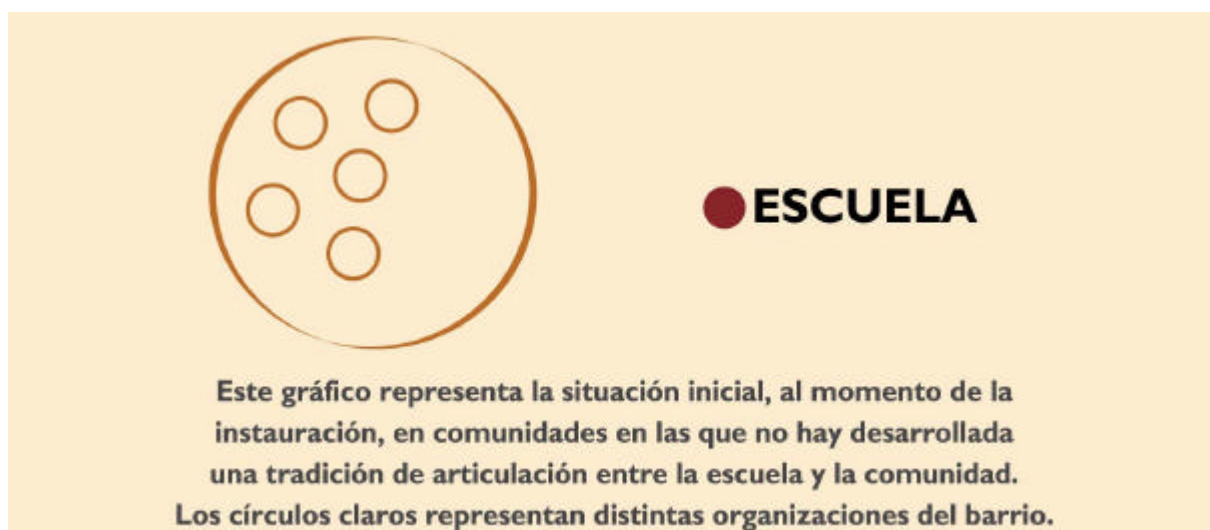 ESCUELA
Este gráfico representa la situación inicial, al momento de la
instauración, en comunidades en las que no hay desarrollada
una tradición de articulación entre la escuela y la comunidad.
Los círculos claros representan distintas organizaciones del barrio.